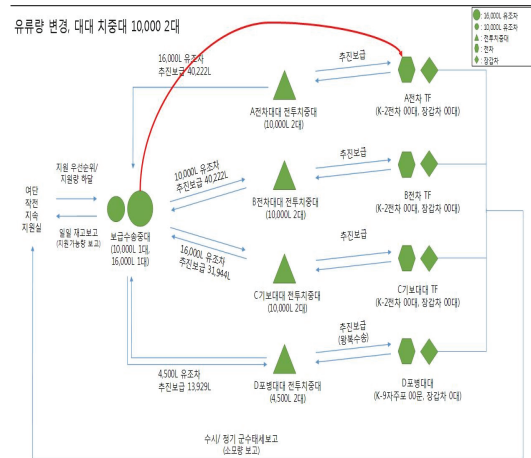 유류량 변경, 대대 치중대 10,000 2대
: 16,000L 유조차
: 10,000L 유조차
: 전투치중대
: 전차
: 장갑차
16,000L 유조차
추진보급 40,222L
A전차대대 전투치중대
(10,000L 2대)
추진보급
A전차 TF
(K-2전차 00대, 장갑차 00대)
지원 우선순위/
지원량 하달
여단
작전
지속
지원실
일일 재고보고
(지원가능량 보고)
보급수송중대
(10,000L 1대,
16,000L 1대)
10,000L 유조차
추진보급 40,222L
B전차대대 전투치중대
(10,000L 2대)
추진보급
B전차 TF
(K-2전차 00대, 장갑차 00대)
16,000L 유조차
추진보급 31,944L
C기보대대 전투치중대
(10,000L 2대)
추진보급
C기보대대 TF
(K-2전차 00대, 장갑차 00대)
4,500L 유조차
추진보급 13,929L
D포병대대 전투치중대
(4,500L 2대)
추진보급
(왕복수송)
D포병대대
(K-9자주포 00문, 장갑차 0대)
수시/ 정기 군수태세보고
(소모량 보고)